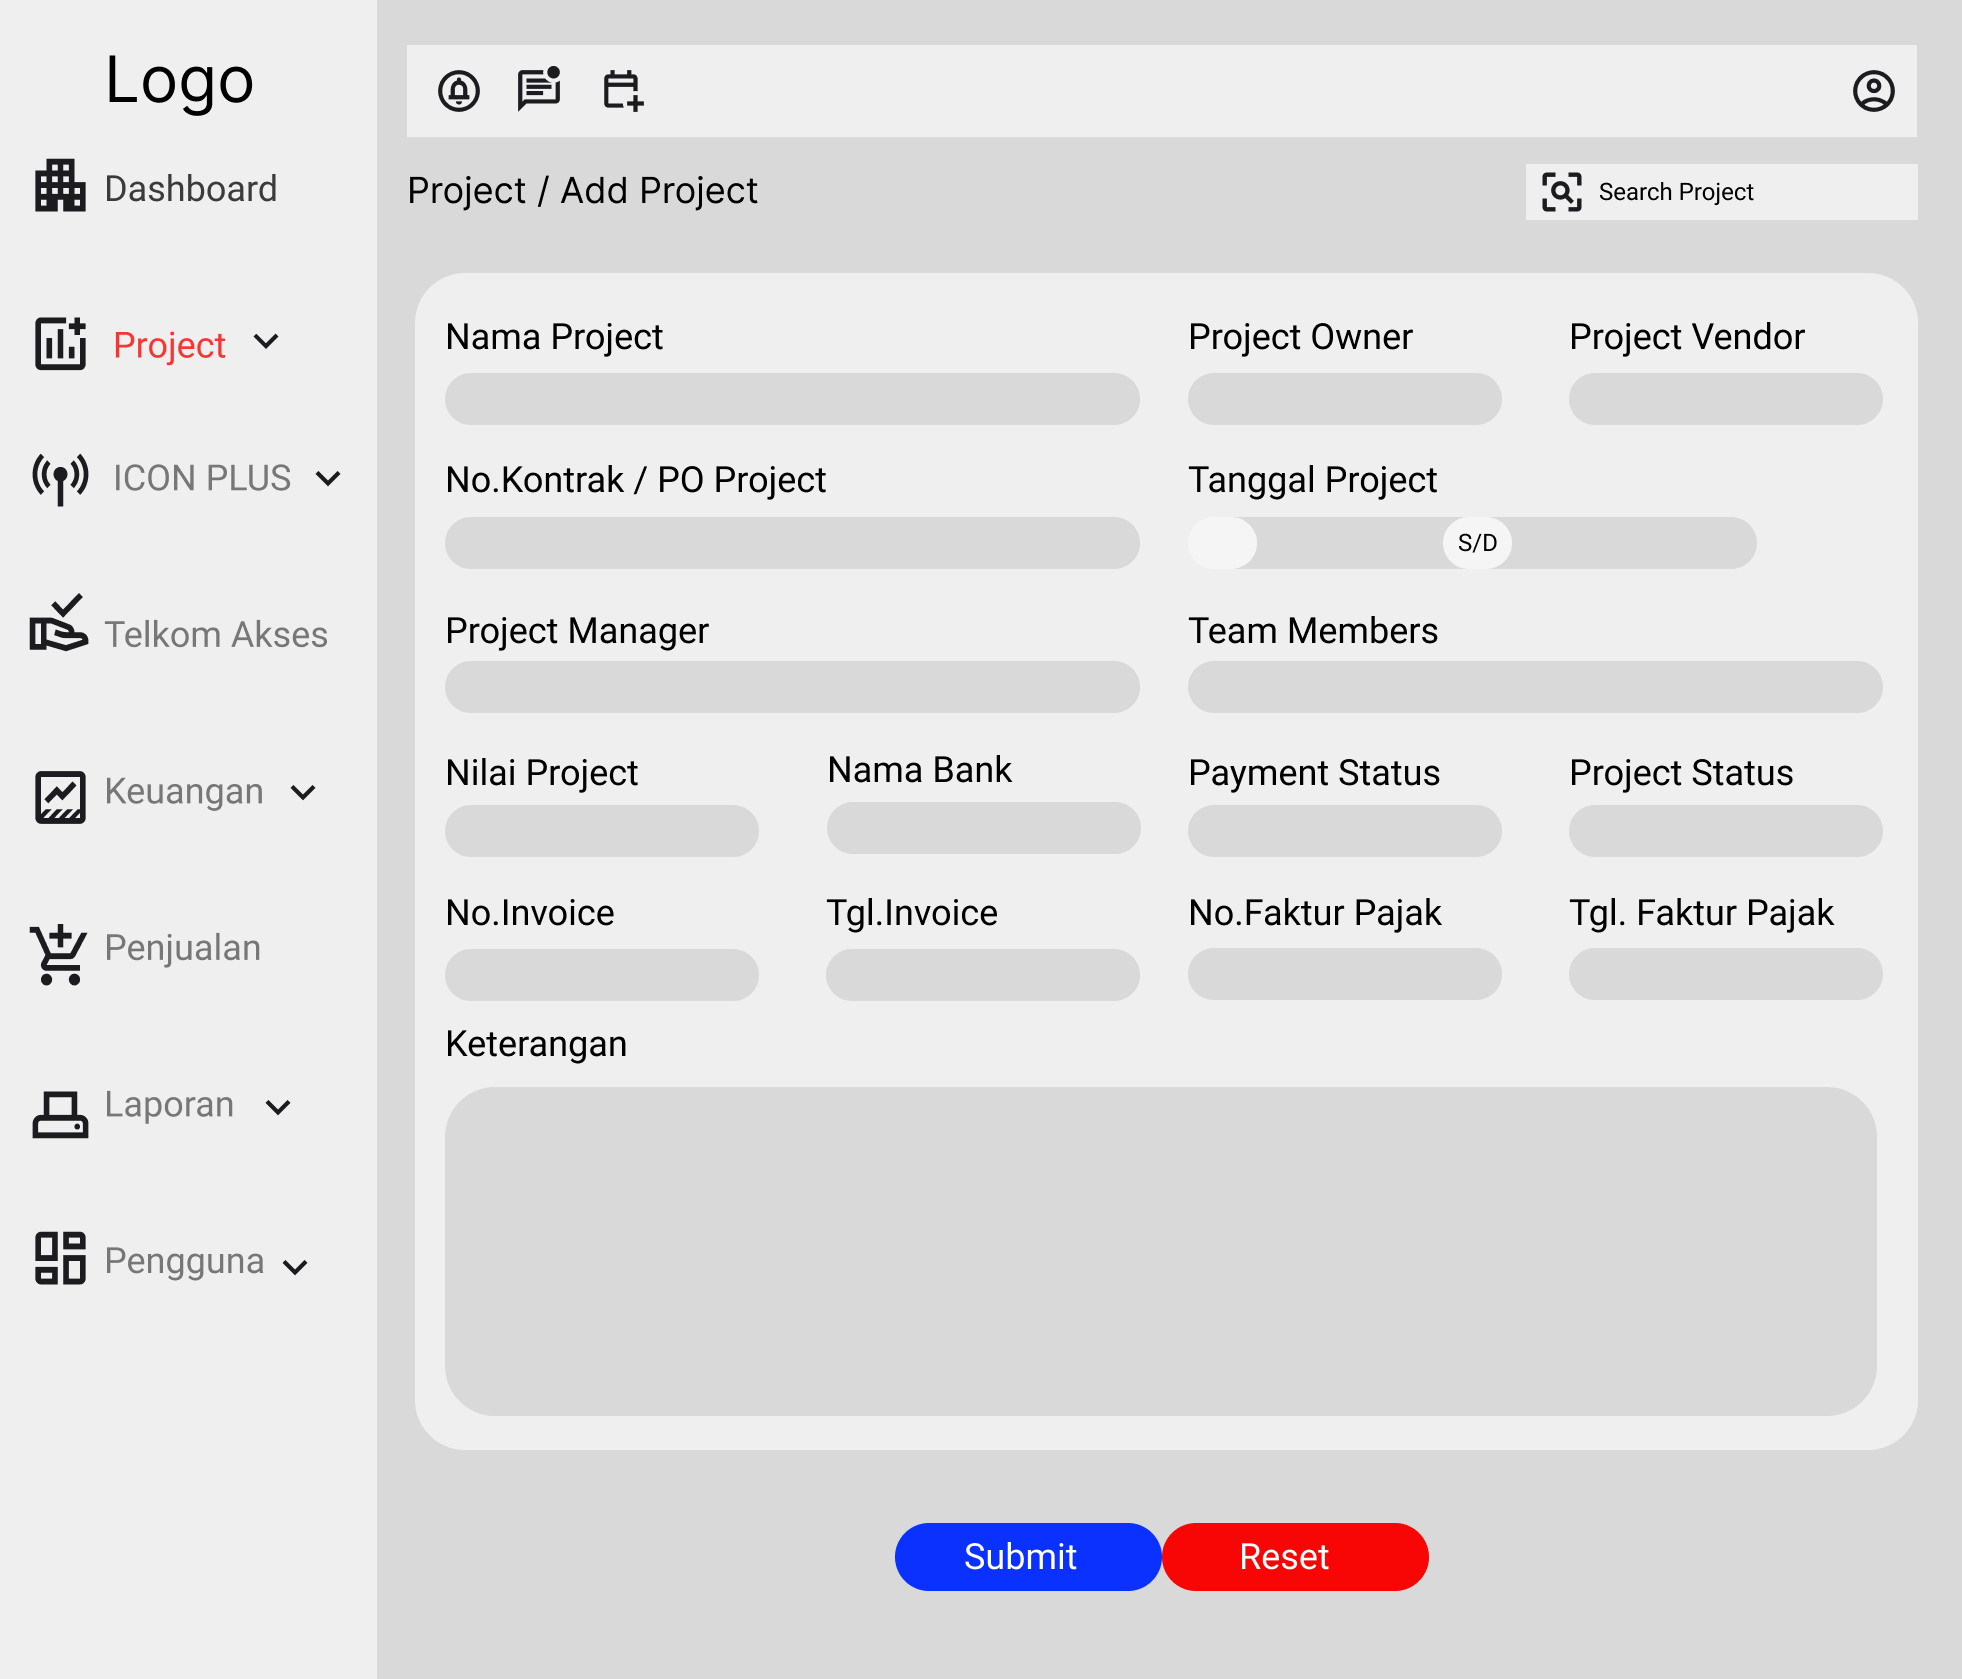 Logo
Dashboard
Project
ICON PLUS
Telkom Akses
Keuangan
Penjualan
Laporan
Pengguna
Project / Add Project
Search Project
Nama Project
Project Owner
Project Vendor
No.Kontrak / PO Project
Tanggal Project
S/D
Project Manager
Team Members
Nilai Project
Nama Bank
Payment Status
Project Status
No.Invoice
Tgl.Invoice
No.Faktur Pajak
Tgl. Faktur Pajak
Keterangan
Submit
Reset